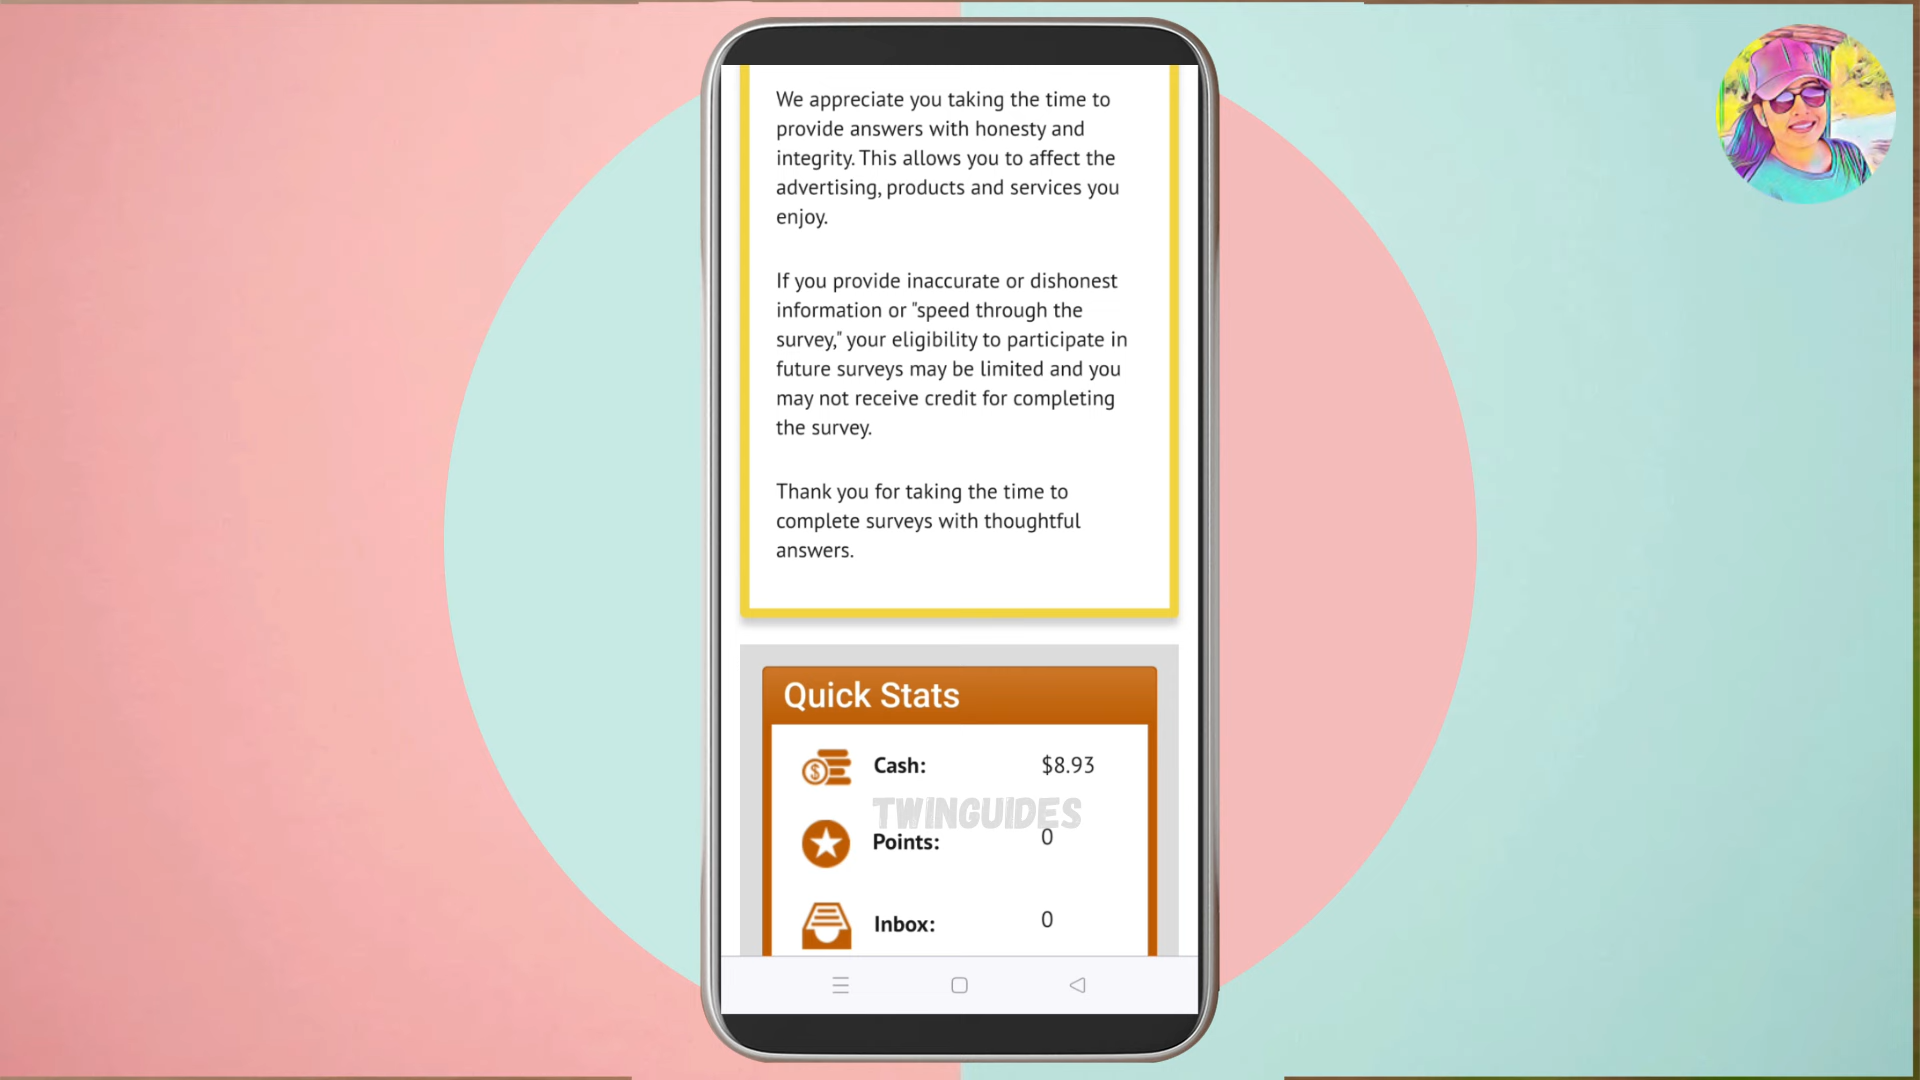 We appreciate you taking the time to
provide answers with honesty and
integrity. This allows you to affect the
advertising, products and services you
enjoy.
If you provide inaccurate or dishonest
information or "speed through the
survey," your eligibility to participate in
future surveys may be limited and you
may not receive credit for completing
the survey.
Thank you for taking the time to
complete surveys with thoughtful
answers.
Quick Stats
Cash: $8.93
TWINGUIDES
Points: 0
Inbox: 0